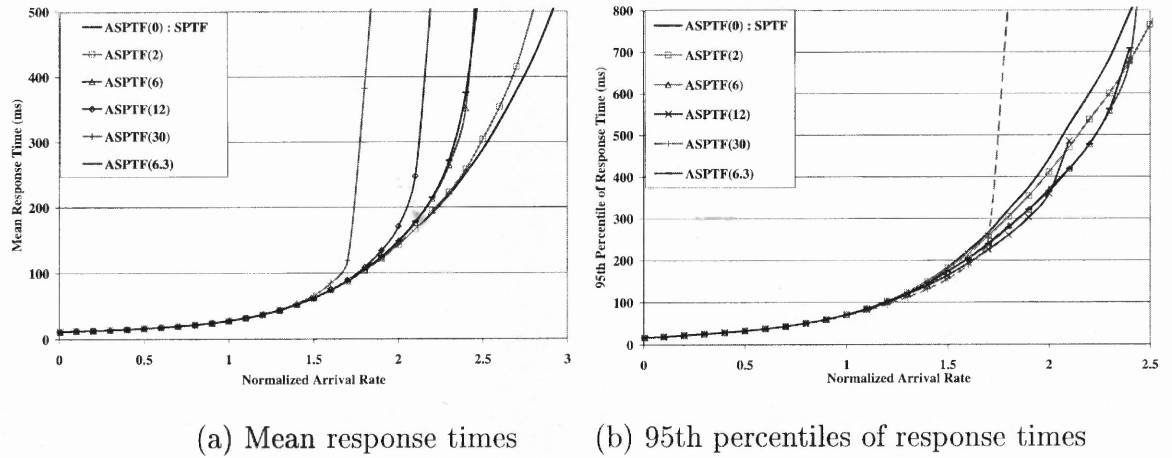 500
400
300
200
100
0
Mean Response Time (ms)
ASPTF(0) : SPTF
ASPTF(2)
ASPTF(6)
ASPTF(12)
ASPTF(30)
ASPTF(6.3)
0 0.5 1 1.5 2 2.5 3
Normalized Arrival Rate
800
700
600
500
400
300
200
100
0
95th Percentile of Response Time (ms)
ASPTF(0) : SPTF
ASPTF(2)
ASPTF(6)
ASPTF(12)
ASPTF(30)
ASPTF(6.3)
0 0.5 1 1.5 2 2.5
Normalized Arrival Rate
(a) Mean response times
(b) 95th percentiles of response times